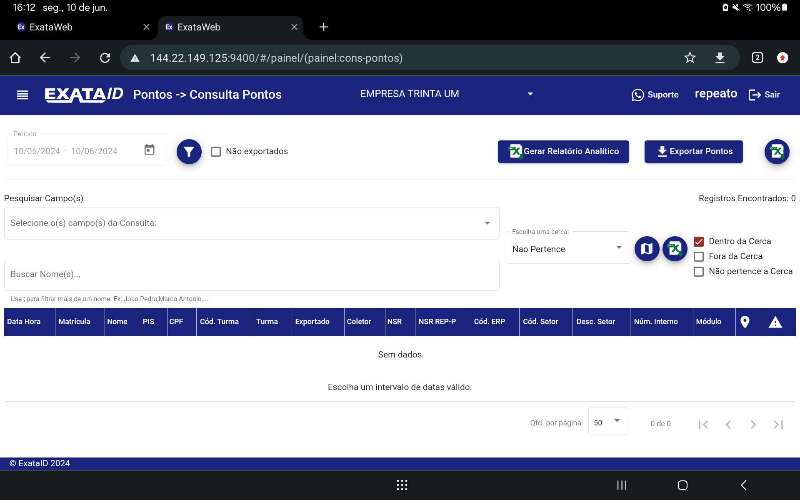 16:12 seg., 10 de jun. 100%
ExataWeb
ExataWeb
144.22.149.125:9400/#/painel/(painel:cons-pontos)
2
EXATAID Pontos -> Consulta Pontos EMPRESA TRINTA UM Suporte repeato Sair
Período
10/06/2024 – 10/06/2024
Não exportados
Gerar Relatório Analítico
Exportar Pontos
Pesquisar Campo(s) Registros Encontrados: 0
Selecione o(s) campo(s) da Consulta:
Escolha uma cerca:
Nao Pertence
Dentro da Cerca
Fora da Cerca
Não pertence a Cerca
Buscar Nome(s)...
Use ; para filtrar mais de um nome. Ex: Joao Pedro;Marco Antonio;...
Data Hora Matrícula Nome PIS CPF Cód. Turma Turma Exportado Coletor NSR NSR REP-P Cód. ERP Cód. Setor Desc. Setor Núm. Interno Módulo
Sem dados
Escolha um intervalo de datas válido.
Qtd. por página: 50 0 de 0
© ExataID 2024